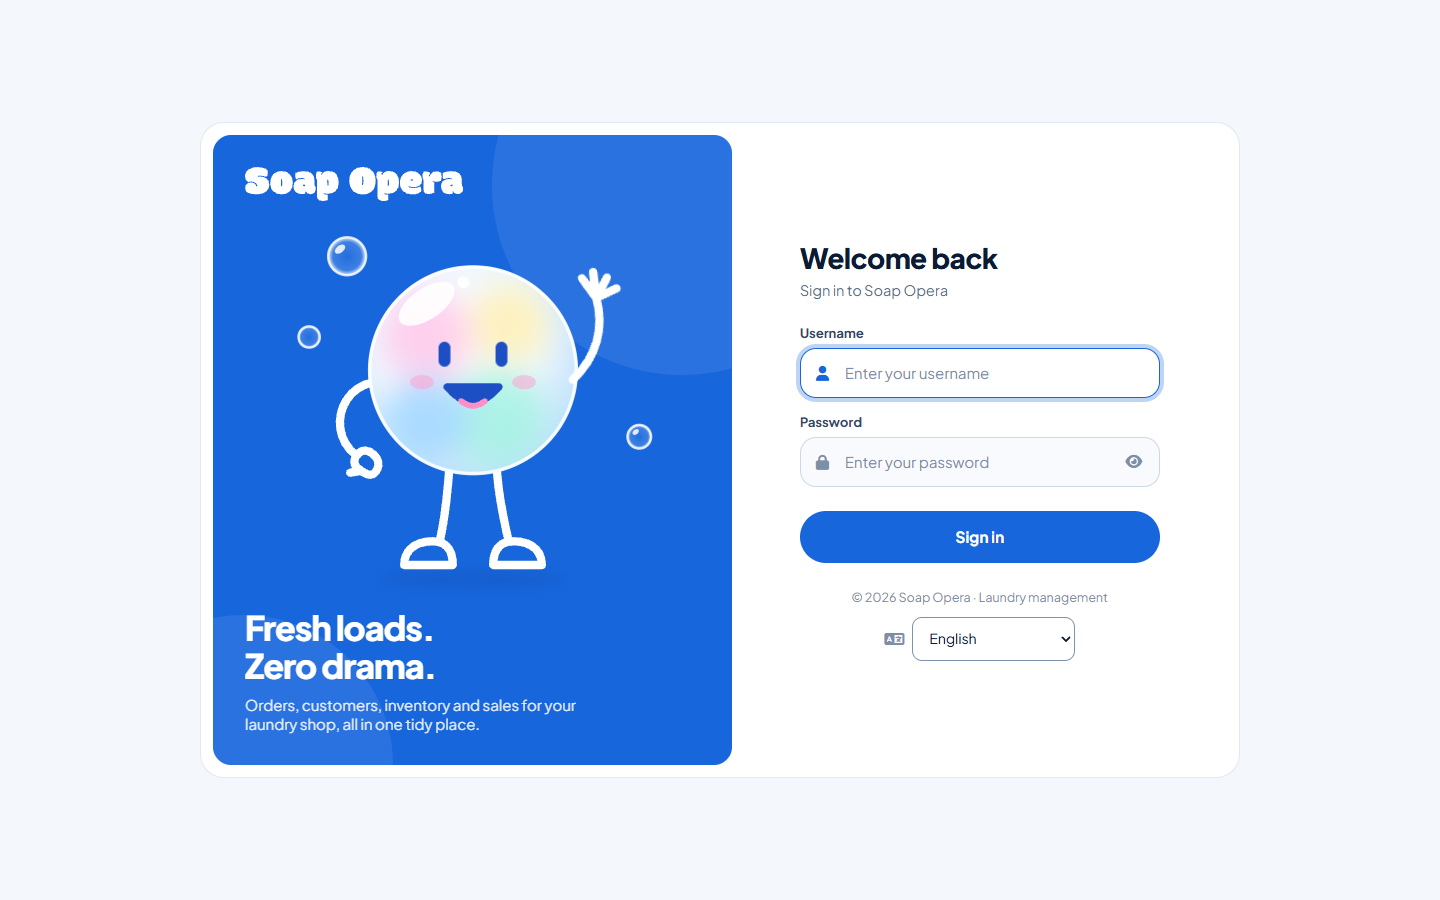 Soap Opera
Fresh loads.
Zero drama.
Orders, customers, inventory and sales for your
laundry shop, all in one tidy place.
Welcome back
Sign in to Soap Opera
Username
Enter your username
Password
Enter your password
Sign in
© 2026 Soap Opera · Laundry management
English